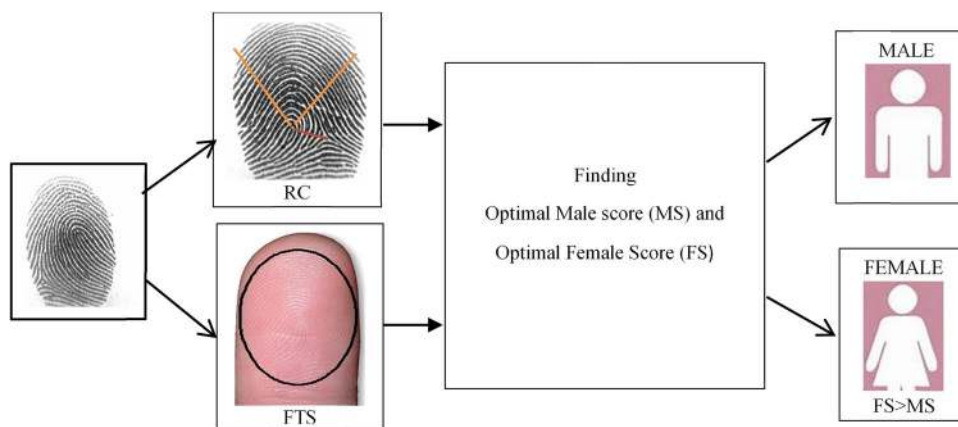 RC
FTS
Finding
Optimal Male score (MS) and
Optimal Female Score (FS)
MALE
FEMALE
FS>MS